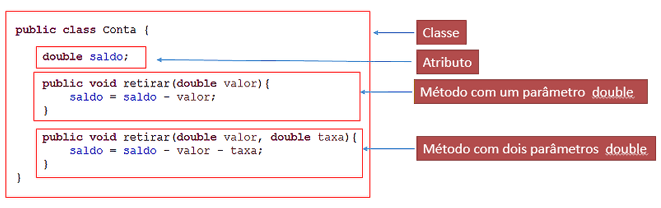 public class Conta {
double saldo;
public void retirar(double valor){
saldo = saldo - valor;
}
public void retirar(double valor, double taxa){
saldo = saldo - valor - taxa;
}
}
Classe
Atributo
Método com um parâmetro double
Método com dois parâmetros double